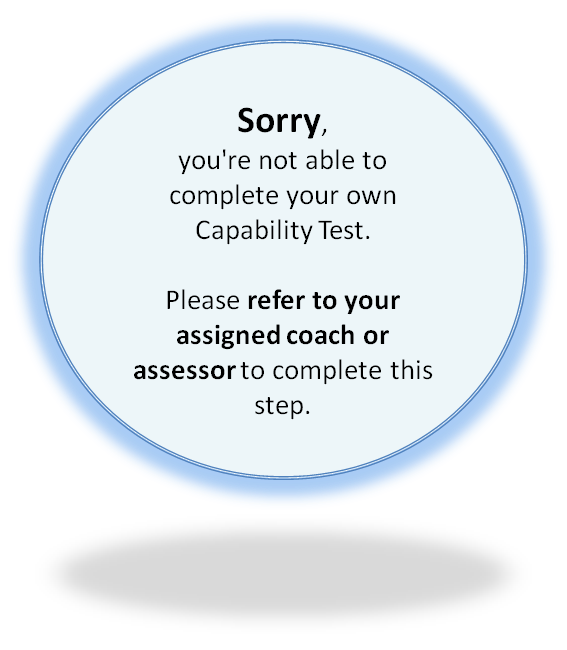 Sorry,
you're not able to
complete your own
Capability Test.
Please refer to your
assigned coach or
assessor to complete this
step.